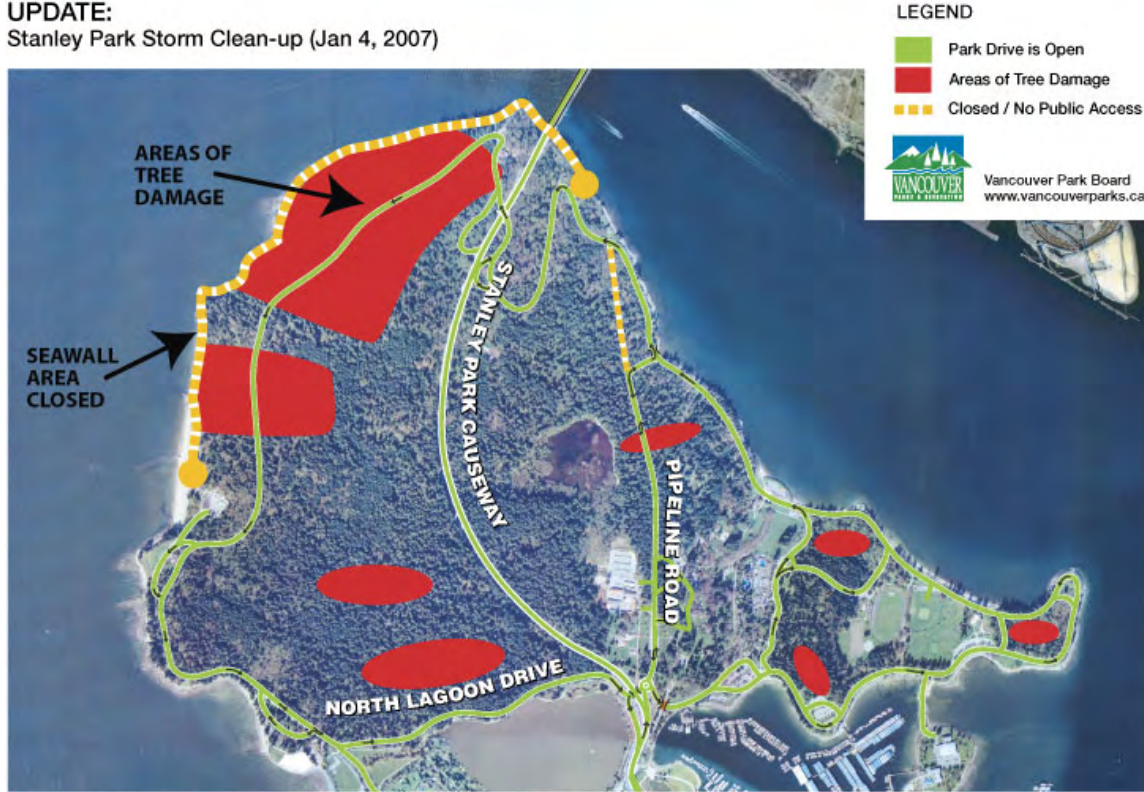 UPDATE:
Stanley Park Storm Clean-up (Jan 4, 2007)
LEGEND
Park Drive is Open
Areas of Tree Damage
Closed / No Public Access
VANCOUVER
PARKS & RECREATION
Vancouver Park Board
www.vancouverparks.ca
AREAS OF
TREE
DAMAGE
SEAWALL
AREA
CLOSED
STANLEY PARK CAUSEWAY
PIPELINE ROAD
NORTH LAGOON DRIVE